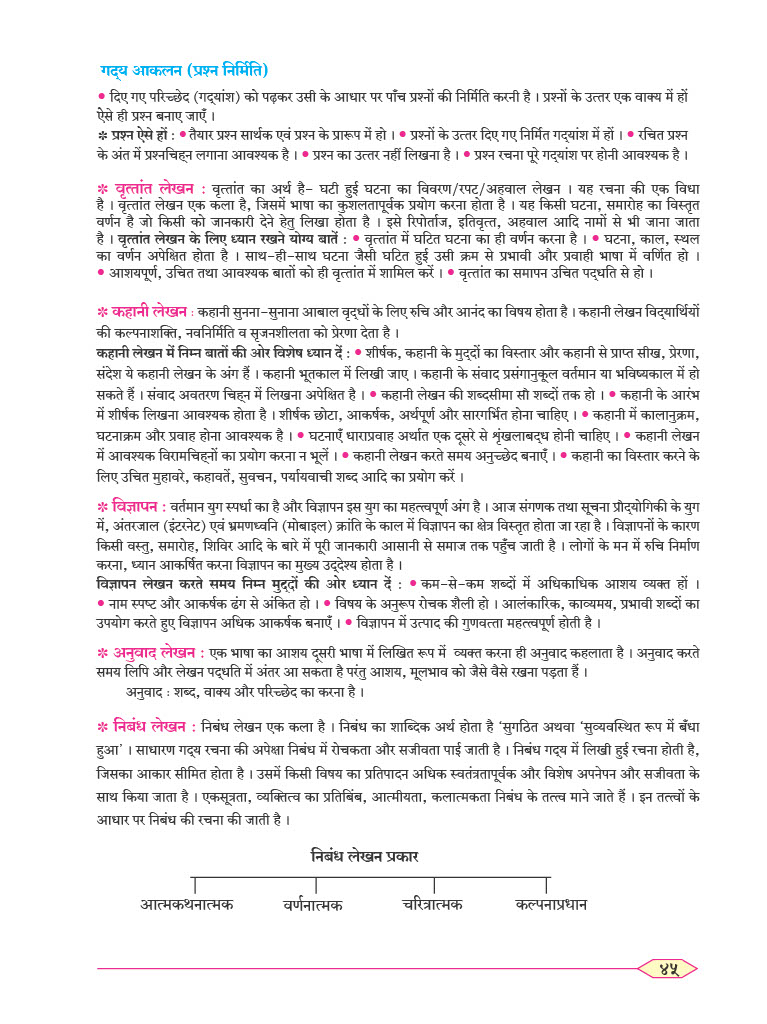 गद्य आकलन (प्रश्न निर्मिति)
• दिए गए परिच्छेद (गद्यांश) को पढ़कर उसी के आधार पर पाँच प्रश्नों की निर्मिति करनी है । प्रश्नों के उत्तर एक वाक्य में हों
ऐसे ही प्रश्न बनाए जाएँ ।
* प्रश्न ऐसे हों : • तैयार प्रश्न सार्थक एवं प्रश्न के प्रारूप में हो । • प्रश्नों के उत्तर दिए गए निर्मित गद्यांश में हों । • रचित प्रश्न
के अंत में प्रश्नचिह्न लगाना आवश्यक है । • प्रश्न का उत्तर नहीं लिखना है । • प्रश्न रचना पूरे गद्यांश पर होनी आवश्यक है ।
* वृत्तांत लेखन : वृत्तांत का अर्थ है- घटी हुई घटना का विवरण/रपट/अहवाल लेखन । यह रचना की एक विधा
है । वृत्तांत लेखन एक कला है, जिसमें भाषा का कुशलतापूर्वक प्रयोग करना होता है । यह किसी घटना, समारोह का विस्तृत
वर्णन है जो किसी को जानकारी देने हेतु लिखा होता है । इसे रिपोर्ताज, इतिवृत्त, अहवाल आदि नामों से भी जाना जाता
है । वृत्तांत लेखन के लिए ध्यान रखने योग्य बातें : • वृत्तांत में घटित घटना का ही वर्णन करना है । • घटना, काल, स्थल
का वर्णन अपेक्षित होता है । साथ-ही-साथ घटना जैसी घटित हुई उसी क्रम से प्रभावी और प्रवाही भाषा में वर्णित हो ।
• आशयपूर्ण, उचित तथा आवश्यक बातों को ही वृत्तांत में शामिल करें । • वृत्तांत का समापन उचित पद्धति से हो ।
* कहानी लेखन : कहानी सुनना-सुनाना आबाल वृद्धों के लिए रुचि और आनंद का विषय होता है । कहानी लेखन विद्यार्थियों
की कल्पनाशक्ति, नवनिर्मिति व सृजनशीलता को प्रेरणा देता है ।
कहानी लेखन में निम्न बातों की ओर विशेष ध्यान दें : • शीर्षक, कहानी के मुद्दों का विस्तार और कहानी से प्राप्त सीख, प्रेरणा,
संदेश ये कहानी लेखन के अंग हैं । कहानी भूतकाल में लिखी जाए । कहानी के संवाद प्रसंगानुकूल वर्तमान या भविष्यकाल में हो
सकते हैं । संवाद अवतरण चिह्न में लिखना अपेक्षित है । • कहानी लेखन की शब्दसीमा सौ शब्दों तक हो । • कहानी के आरंभ
में शीर्षक लिखना आवश्यक होता है । शीर्षक छोटा, आकर्षक, अर्थपूर्ण और सारगर्भित होना चाहिए । • कहानी में कालानुक्रम,
घटनाक्रम और प्रवाह होना आवश्यक है । • घटनाएँ धाराप्रवाह अर्थात एक दूसरे से शृंखलाबद्ध होनी चाहिए । • कहानी लेखन
में आवश्यक विरामचिह्नों का प्रयोग करना न भूलें । • कहानी लेखन करते समय अनुच्छेद बनाएँ । • कहानी का विस्तार करने के
लिए उचित मुहावरे, कहावतें, सुवचन, पर्यायवाची शब्द आदि का प्रयोग करें ।
* विज्ञापन : वर्तमान युग स्पर्धा का है और विज्ञापन इस युग का महत्त्वपूर्ण अंग है । आज संगणक तथा सूचना प्रौद्योगिकी के युग
में, अंतरजाल (इंटरनेट) एवं भ्रमणध्वनि (मोबाइल) क्रांति के काल में विज्ञापन का क्षेत्र विस्तृत होता जा रहा है । विज्ञापनों के कारण
किसी वस्तु, समारोह, शिविर आदि के बारे में पूरी जानकारी आसानी से समाज तक पहुँच जाती है । लोगों के मन में रुचि निर्माण
करना, ध्यान आकर्षित करना विज्ञापन का मुख्य उद्देश्य होता है ।
विज्ञापन लेखन करते समय निम्न मुद्दों की ओर ध्यान दें : • कम-से-कम शब्दों में अधिकाधिक आशय व्यक्त हों ।
• नाम स्पष्ट और आकर्षक ढंग से अंकित हो । • विषय के अनुरूप रोचक शैली हो । आलंकारिक, काव्यमय, प्रभावी शब्दों का
उपयोग करते हुए विज्ञापन अधिक आकर्षक बनाएँ । • विज्ञापन में उत्पाद की गुणवत्ता महत्त्वपूर्ण होती है ।
* अनुवाद लेखन : एक भाषा का आशय दूसरी भाषा में लिखित रूप में व्यक्त करना ही अनुवाद कहलाता है । अनुवाद करते
समय लिपि और लेखन पद्धति में अंतर आ सकता है परंतु आशय, मूलभाव को जैसे वैसे रखना पड़ता हैं ।
अनुवाद : शब्द, वाक्य और परिच्छेद का करना है ।
* निबंध लेखन : निबंध लेखन एक कला है । निबंध का शाब्दिक अर्थ होता है ‘सुगठित अथवा ‘सुव्यवस्थित रूप में बँधा
हुआ’ । साधारण गद्य रचना की अपेक्षा निबंध में रोचकता और सजीवता पाई जाती है । निबंध गद्य में लिखी हुई रचना होती है,
जिसका आकार सीमित होता है । उसमें किसी विषय का प्रतिपादन अधिक स्वतंत्रतापूर्वक और विशेष अपनेपन और सजीवता के
साथ किया जाता है । एकसूत्रता, व्यक्तित्व का प्रतिबिंब, आत्मीयता, कलात्मकता निबंध के तत्त्व माने जाते हैं । इन तत्त्वों के
आधार पर निबंध की रचना की जाती है ।
निबंध लेखन प्रकार
आत्मकथनात्मक वर्णनात्मक चरित्रात्मक कल्पनाप्रधान
४५